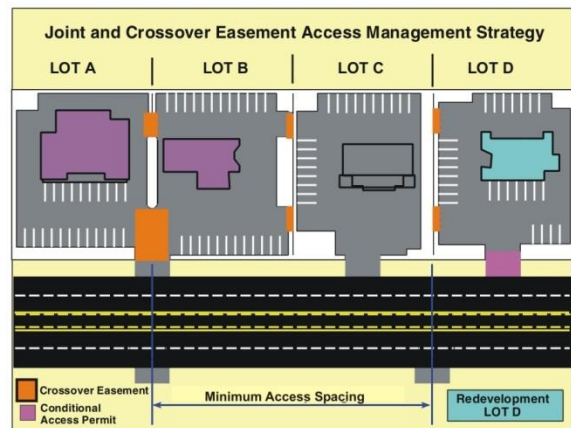 Joint and Crossover Easement Access Management Strategy
LOT A LOT B LOT C LOT D
Minimum Access Spacing
Crossover Easement
Conditional
Access Permit
Redevelopment
LOT D